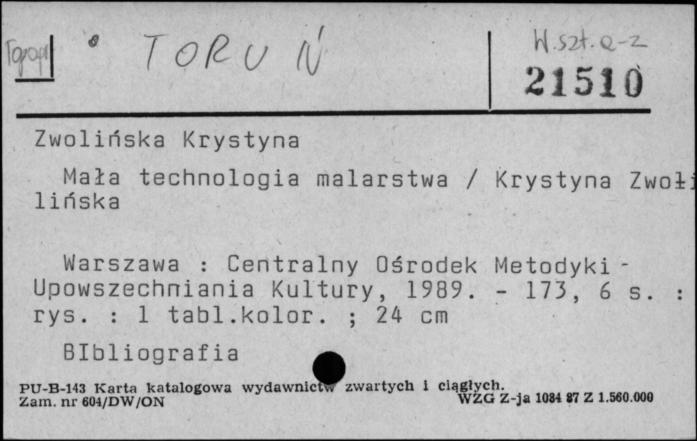 TORUŃ
W.szt.a-z
21510
Zwolińska Krystyna
Mała technologia malarstwa / Krystyna Zwoli
lińska
Warszawa : Centralny Ośrodek Metodyki -
Upowszechniania Kultury, 1989. - 173, 6 s. :
rys. : 1 tabl.kolor. ; 24 cm
BIbliografia
PU-B-143 Karta katalogowa wydawnictw zwartych i ciągłych.
Zam. nr 604/DW/ON
WZG Z-ja 1084 87 Z 1.560.000